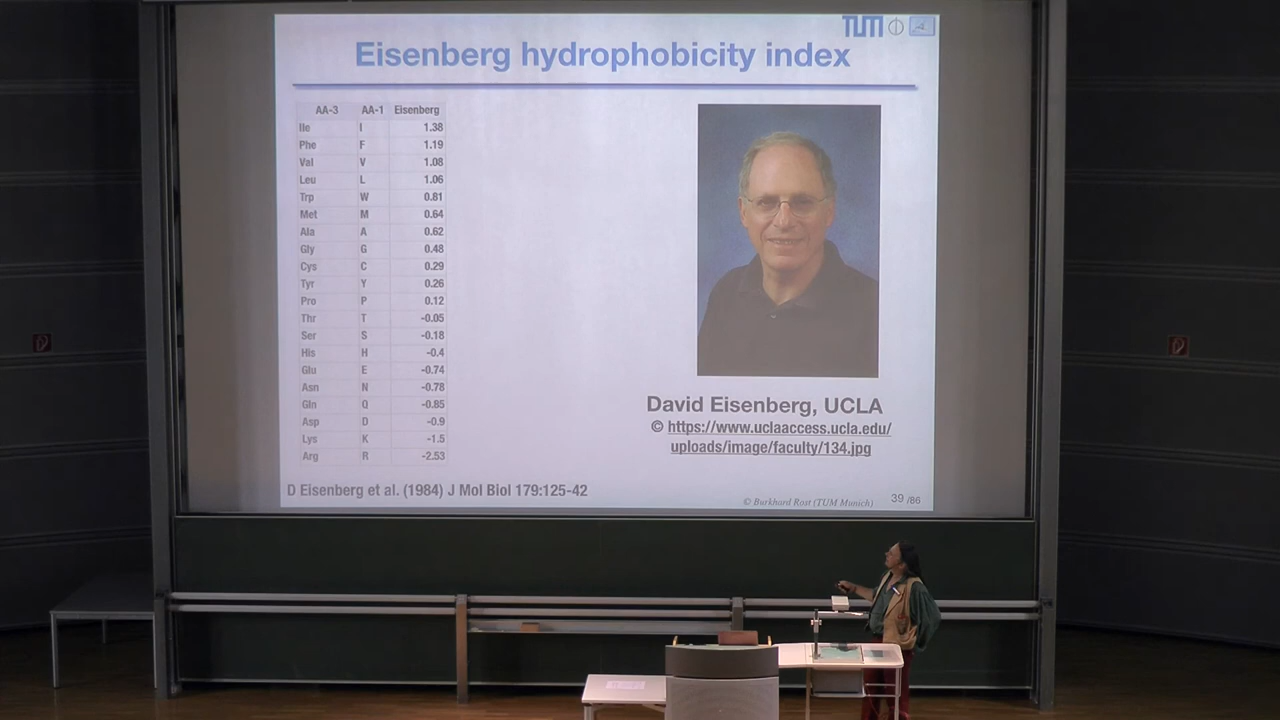 TUM
Eisenberg hydrophobicity index
AA-3 AA-1 Eisenberg
Ile I 1.38
Phe F 1.19
Val V 1.08
Leu L 1.06
Trp W 0.81
Met M 0.64
Ala A 0.62
Gly G 0.48
Cys C 0.29
Tyr Y 0.26
Pro P 0.12
Thr T -0.05
Ser S -0.18
His H -0.4
Glu E -0.74
Asn N -0.78
Gln Q -0.85
Asp D -0.9
Lys K -1.5
Arg R -2.53
David Eisenberg, UCLA
© https://www.uclaaccess.ucla.edu/
uploads/image/faculty/134.jpg
D Eisenberg et al. (1984) J Mol Biol 179:125-42
© Burkhard Rost (TUM Munich)
39 /86